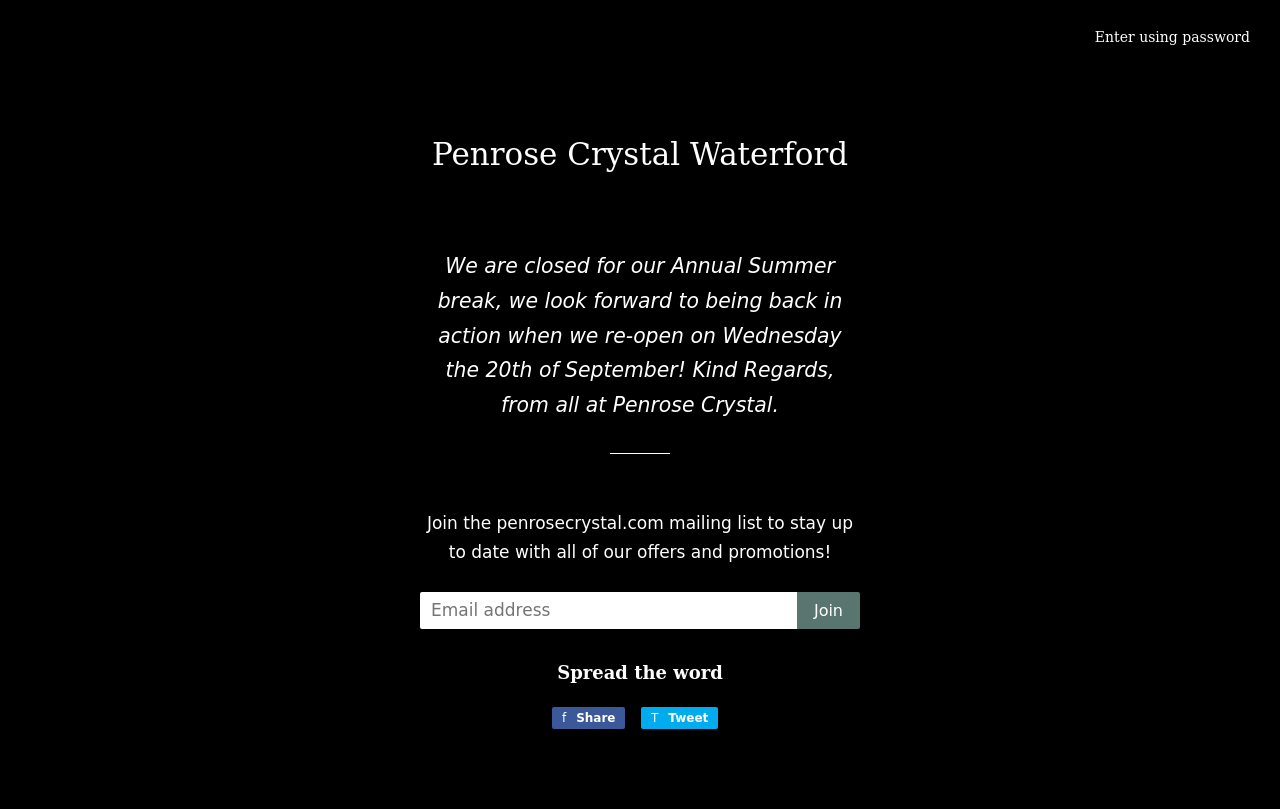 Enter using password
Penrose Crystal Waterford
We are closed for our Annual Summer
break, we look forward to being back in
action when we re-open on Wednesday
the 20th of September! Kind Regards,
from all at Penrose Crystal.
Join the penrosecrystal.com mailing list to stay up
to date with all of our offers and promotions!
Email address Join
Spread the word
f Share T Tweet